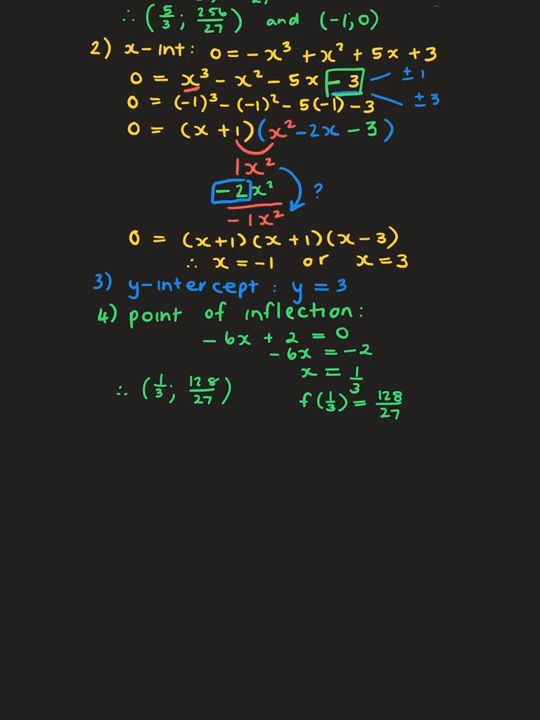 ∴ (5/3; 256/27) and (-1;0)
2) x-int: 0 = -x³ + x² + 5x + 3
0 = x³ - x² - 5x - 3 ± 1
0 = (-1)³ - (-1)² - 5(-1) - 3 ± 3
0 = (x + 1)(x² - 2x - 3)
1x²
-2x² ?
-1x²
0 = (x+1)(x+1)(x-3)
∴ x = -1 or x = 3
3) y-intercept : y = 3
4) point of inflection:
-6x + 2 = 0
-6x = -2
x = 1/3
∴ (1/3; 128/27) f(1/3) = 128/27